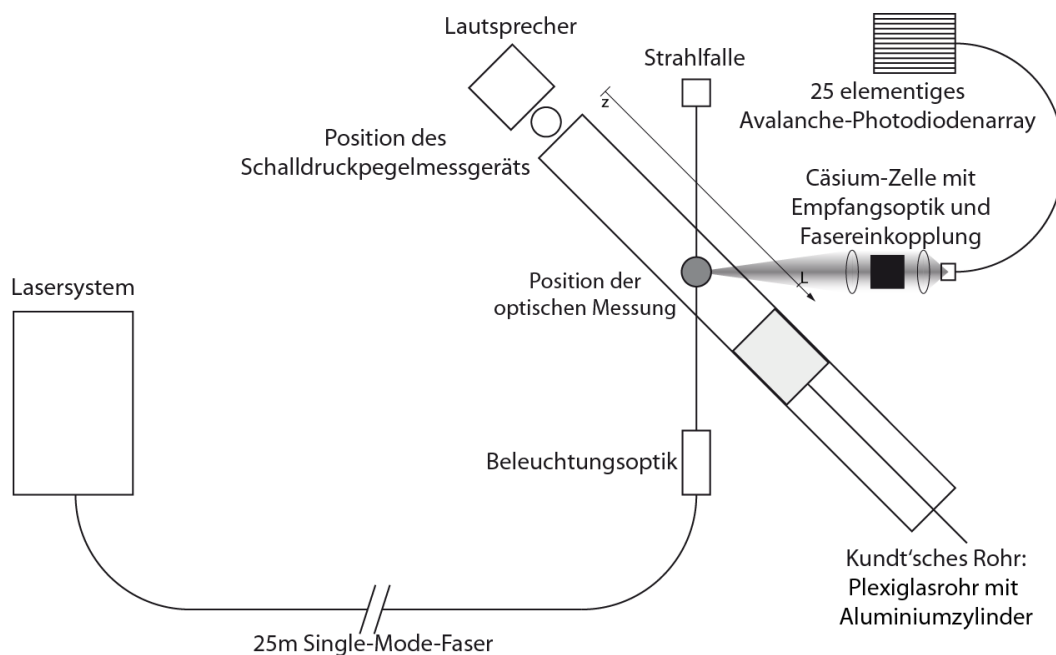 Lautsprecher
Strahlfalle
z
25 elementiges
Avalanche-Photodiodenarray
Position des
Schalldruckpegelmessgeräts
Cäsium-Zelle mit
Empfangsoptik und
Fasereinkopplung
Lasersystem
Position der
optischen Messung
L
Beleuchtungsoptik
Kundt‘sches Rohr:
Plexiglasrohr mit
Aluminiumzylinder
25m Single-Mode-Faser